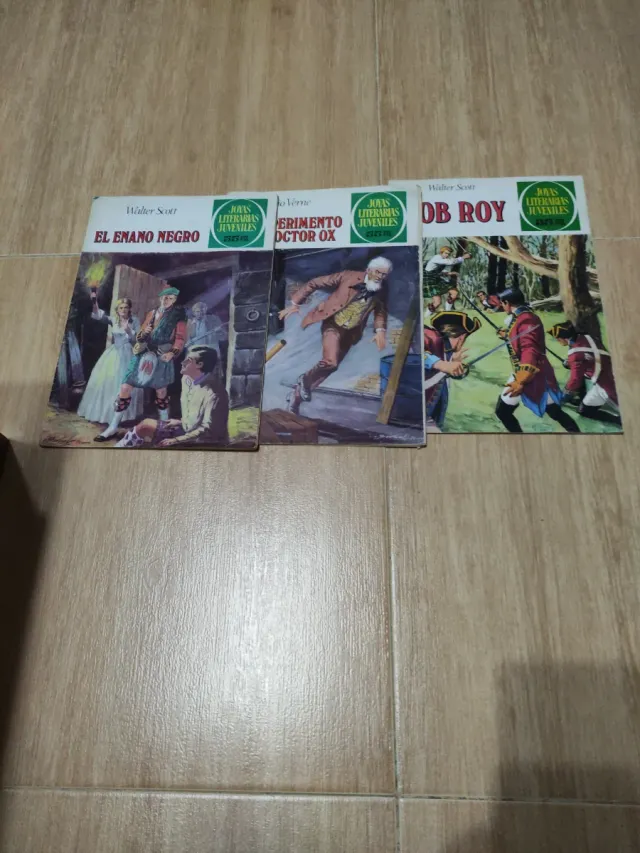 Walter Scott
JOYAS
LITERARIAS
JUVENILES
EL ENANO NEGRO
lo Verne
JOYAS
LITERARIAS
JUVENILES
PERIMENTO
OCTOR OX
Walter Scott
JOYAS
LITERARIAS
JUVENILES
OB ROY